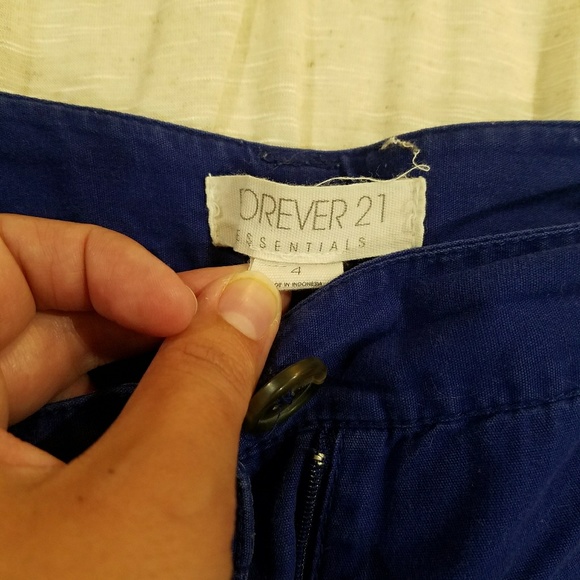 OREVER 21
ESSENTIALS
4
IN INDONESIA